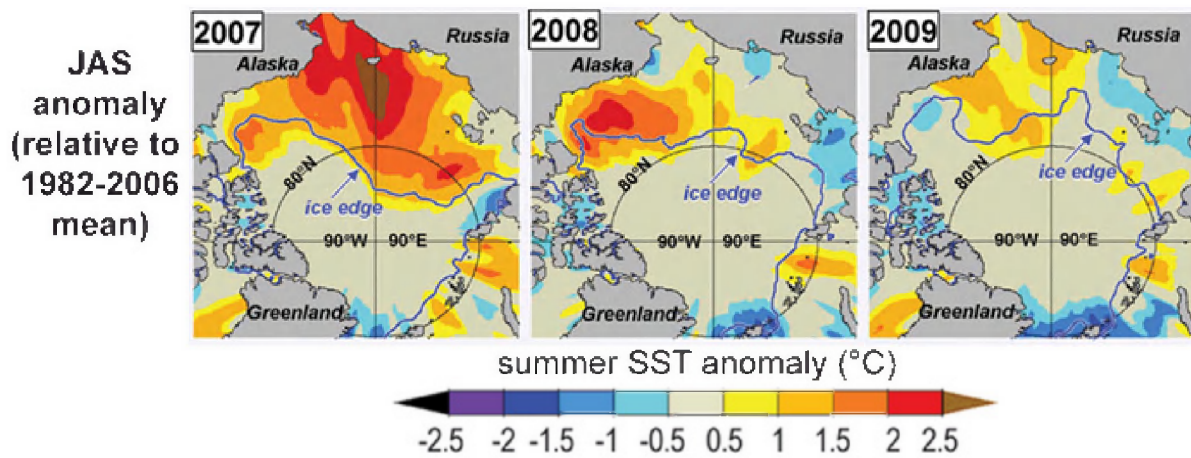 JAS
anomaly
(relative to
1982-2006
mean)
2007
Alaska
Russia
80°N
ice edge
90°W
90°E
Greenland
2008
Alaska
Russia
80°N
ice edge
90°W
90°E
Greenland
2009
Alaska
Russia
80°N
ice edge
90°W
90°E
Greenland
summer SST anomaly (°C)
-2.5 -2 -1.5 -1 -0.5 0.5 1 1.5 2 2.5